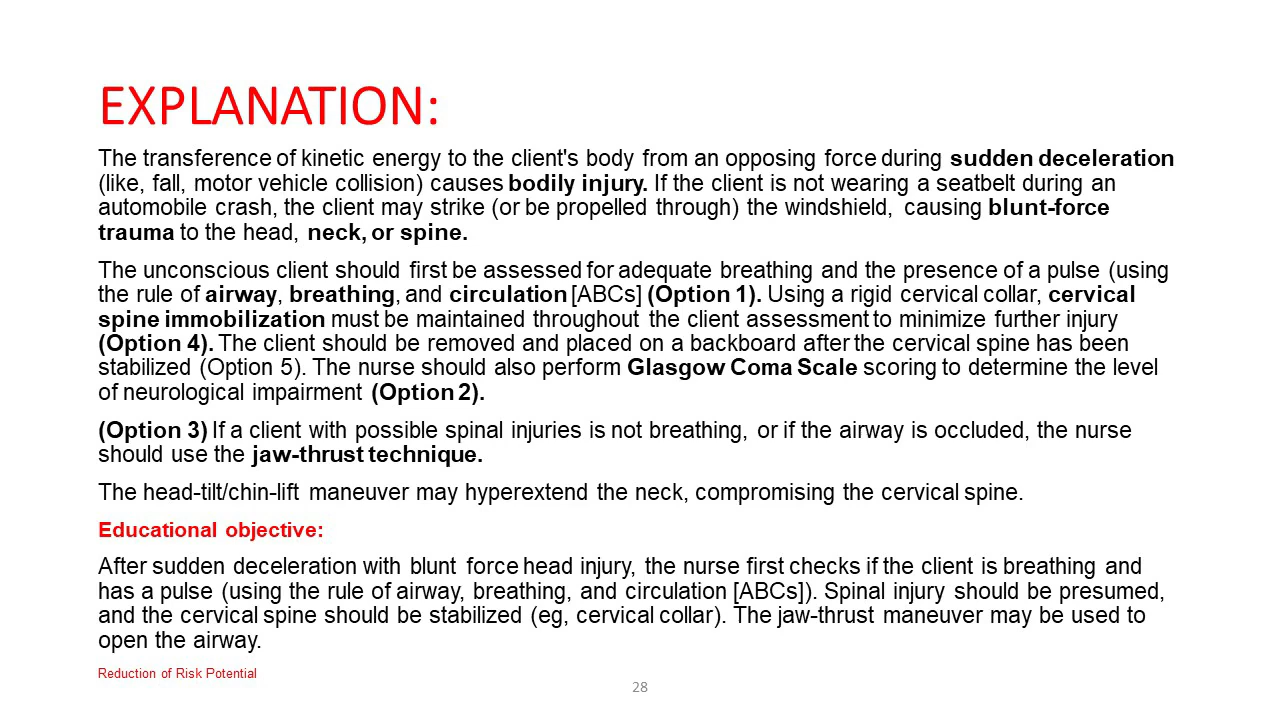 EXPLANATION:
The transference of kinetic energy to the client's body from an opposing force during sudden deceleration
(like, fall, motor vehicle collision) causes bodily injury. If the client is not wearing a seatbelt during an
automobile crash, the client may strike (or be propelled through) the windshield, causing blunt-force
trauma to the head, neck, or spine.
The unconscious client should first be assessed for adequate breathing and the presence of a pulse (using
the rule of airway, breathing, and circulation [ABCs] (Option 1). Using a rigid cervical collar, cervical
spine immobilization must be maintained throughout the client assessment to minimize further injury
(Option 4). The client should be removed and placed on a backboard after the cervical spine has been
stabilized (Option 5). The nurse should also perform Glasgow Coma Scale scoring to determine the level
of neurological impairment (Option 2).
(Option 3) If a client with possible spinal injuries is not breathing, or if the airway is occluded, the nurse
should use the jaw-thrust technique.
The head-tilt/chin-lift maneuver may hyperextend the neck, compromising the cervical spine.
Educational objective:
After sudden deceleration with blunt force head injury, the nurse first checks if the client is breathing and
has a pulse (using the rule of airway, breathing, and circulation [ABCs]). Spinal injury should be presumed,
and the cervical spine should be stabilized (eg, cervical collar). The jaw-thrust maneuver may be used to
open the airway.
Reduction of Risk Potential
28